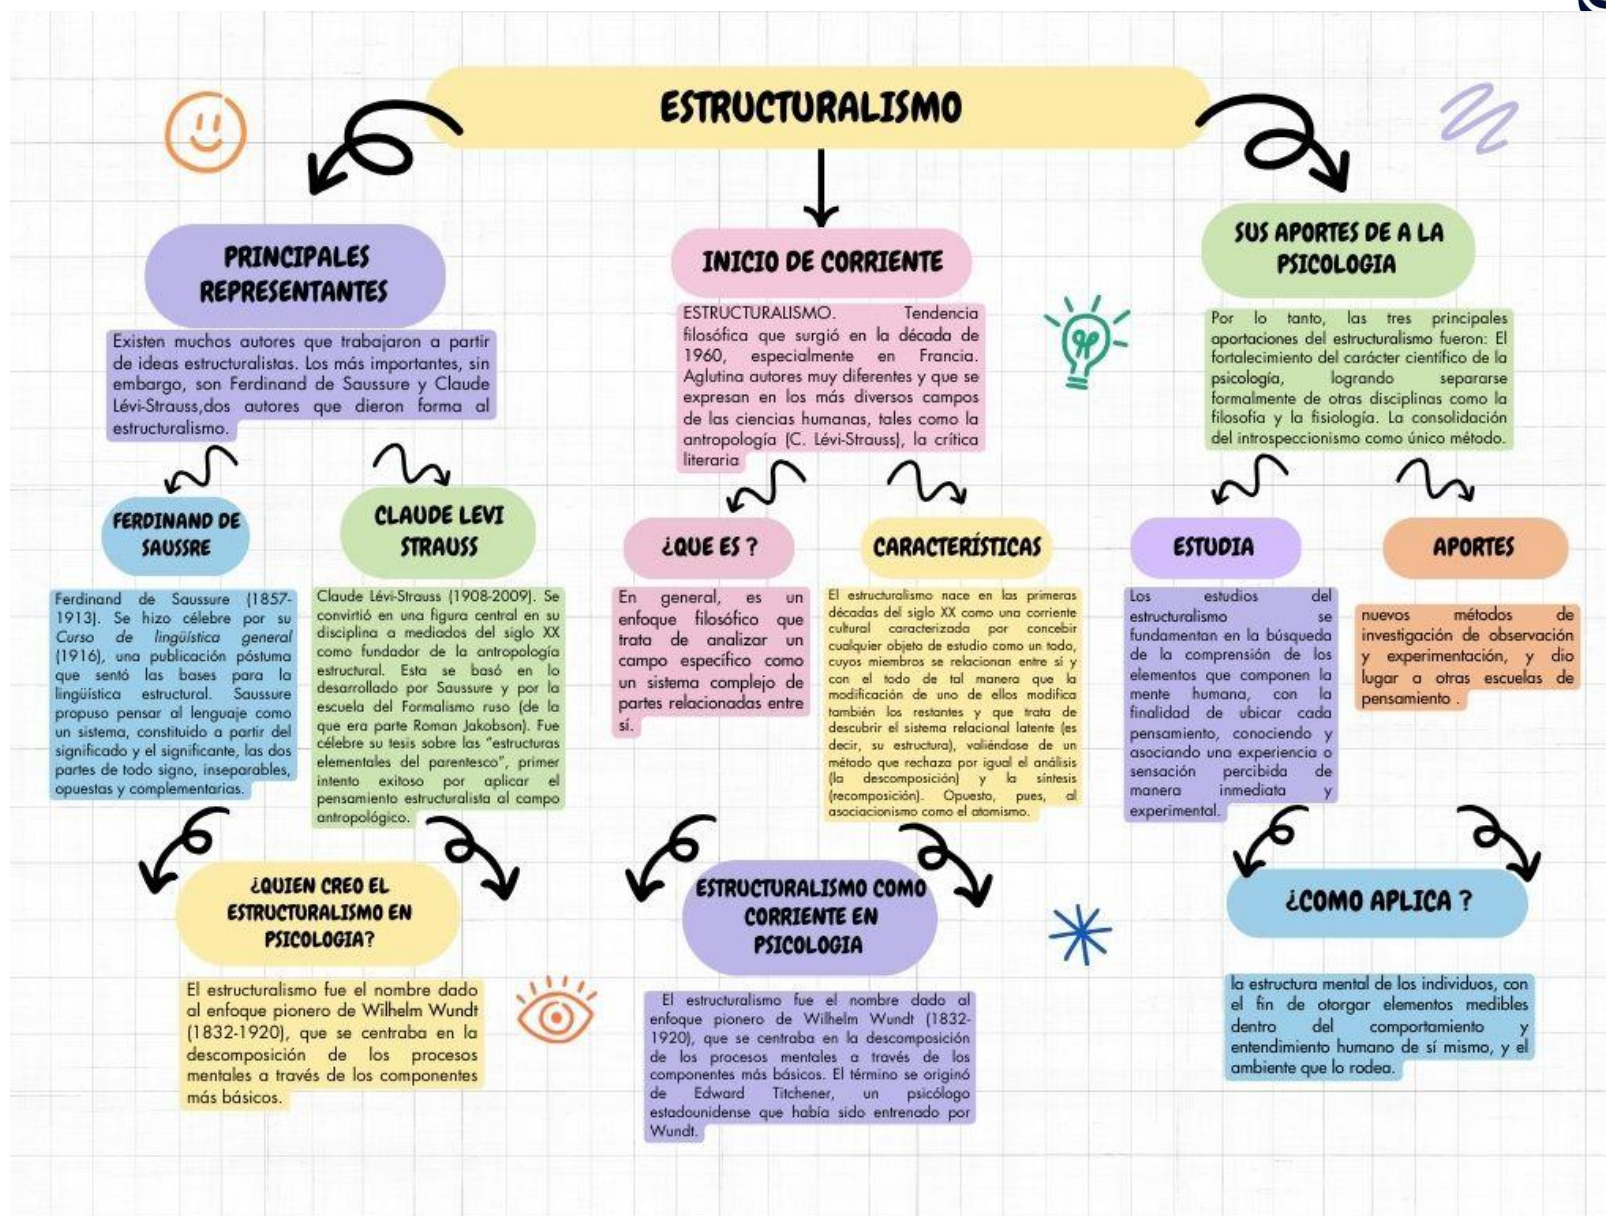 ESTRUCTURALISMO
PRINCIPALES
REPRESENTANTES
Existen muchos autores que trabajaron a partir
de ideas estructuralistas. Los más importantes, sin
embargo, son Ferdinand de Saussure y Claude
Lévi-Strauss,dos autores que dieron forma al
estructuralismo.
FERDINAND DE
SAUSSRE
Ferdinand de Saussure (1857-
1913). Se hizo célebre por su
Curso de lingüística general
(1916), una publicación póstuma
que sentó las bases para la
lingüística estructural. Saussure
propuso pensar al lenguaje como
un sistema, constituido a partir del
significado y el significante, las dos
partes de todo signo, inseparables,
opuestas y complementarias.
CLAUDE LEVI
STRAUSS
Claude Lévi-Strauss (1908-2009). Se
convirtió en una figura central en su
disciplina a mediados del siglo XX
como fundador de la antropología
estructural. Esta se basó en lo
desarrollado por Saussure y por la
escuela del Formalismo ruso (de la
que era parte Roman Jakobson). Fue
célebre su tesis sobre las "estructuras
elementales del parentesco", primer
intento exitoso por aplicar el
pensamiento estructuralista al campo
antropológico.
¿QUIEN CREO EL
ESTRUCTURALISMO EN
PSICOLOGIA?
El estructuralismo fue el nombre dado
al enfoque pionero de Wilhelm Wundt
(1832-1920), que se centraba en la
descomposición de los procesos
mentales a través de los componentes
más básicos.
INICIO DE CORRIENTE
ESTRUCTURALISMO. Tendencia
filosófica que surgió en la década de
1960, especialmente en Francia.
Aglutina autores muy diferentes y que se
expresan en los más diversos campos
de las ciencias humanas, tales como la
antropología (C. Lévi-Strauss), la crítica
literaria
¿QUE ES ?
En general, es un
enfoque filosófico que
trata de analizar un
campo específico como
un sistema complejo de
partes relacionadas entre
sí.
CARACTERÍSTICAS
El estructuralismo nace en las primeras
décadas del siglo XX como una corriente
cultural caracterizada por concebir
cualquier objeto de estudio como un todo,
cuyos miembros se relacionan entre sí y
con el todo de tal manera que la
modificación de uno de ellos modifica
también los restantes y que trata de
descubrir el sistema relacional latente (es
decir, su estructura), valiéndose de un
método que rechaza por igual el análisis
(la descomposición) y la síntesis
(recomposición). Opuesto, pues, al
asociacionismo como el atomismo.
ESTRUCTURALISMO COMO
CORRIENTE EN
PSICOLOGIA
El estructuralismo fue el nombre dado al
enfoque pionero de Wilhelm Wundt (1832-
1920), que se centraba en la descomposición
de los procesos mentales a través de los
componentes más básicos. El término se originó
de Edward Titchener, un psicólogo
estadounidense que había sido entrenado por
Wundt.
SUS APORTES DE A LA
PSICOLOGIA
Por lo tanto, las tres principales
aportaciones del estructuralismo fueron: El
fortalecimiento del carácter científico de la
psicología, logrando separarse
formalmente de otras disciplinas como la
filosofía y la fisiología. La consolidación
del introspeccionismo como único método.
ESTUDIA
Los estudios del
estructuralismo se
fundamentan en la búsqueda
de la comprensión de los
elementos que componen la
mente humana, con la
finalidad de ubicar cada
pensamiento, conociendo y
asociando una experiencia o
sensación percibida de
manera inmediata y
experimental.
APORTES
nuevos métodos de
investigación de observación
y experimentación, y dio
lugar a otras escuelas de
pensamiento .
¿COMO APLICA ?
la estructura mental de los individuos, con
el fin de otorgar elementos medibles
dentro del comportamiento y
entendimiento humano de sí mismo, y el
ambiente que lo rodea.